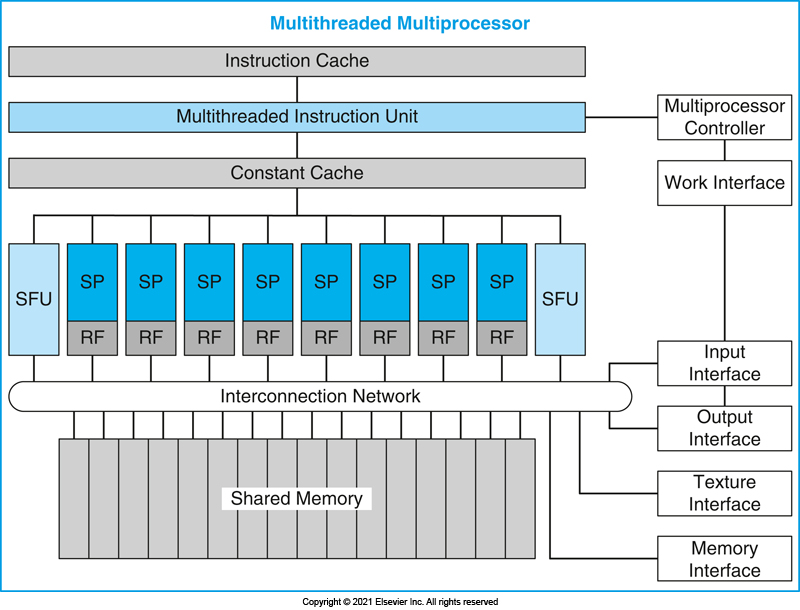 Multithreaded Multiprocessor
Instruction Cache
Multithreaded Instruction Unit
Multiprocessor
Controller
Constant Cache
Work Interface
SFU
SP
SP
SP
SP
SP
SP
SP
SP
SFU
RF
RF
RF
RF
RF
RF
RF
RF
Input
Interface
Interconnection Network
Output
Interface
Shared Memory
Texture
Interface
Memory
Interface
Copyright © 2021 Elsevier Inc. All rights reserved